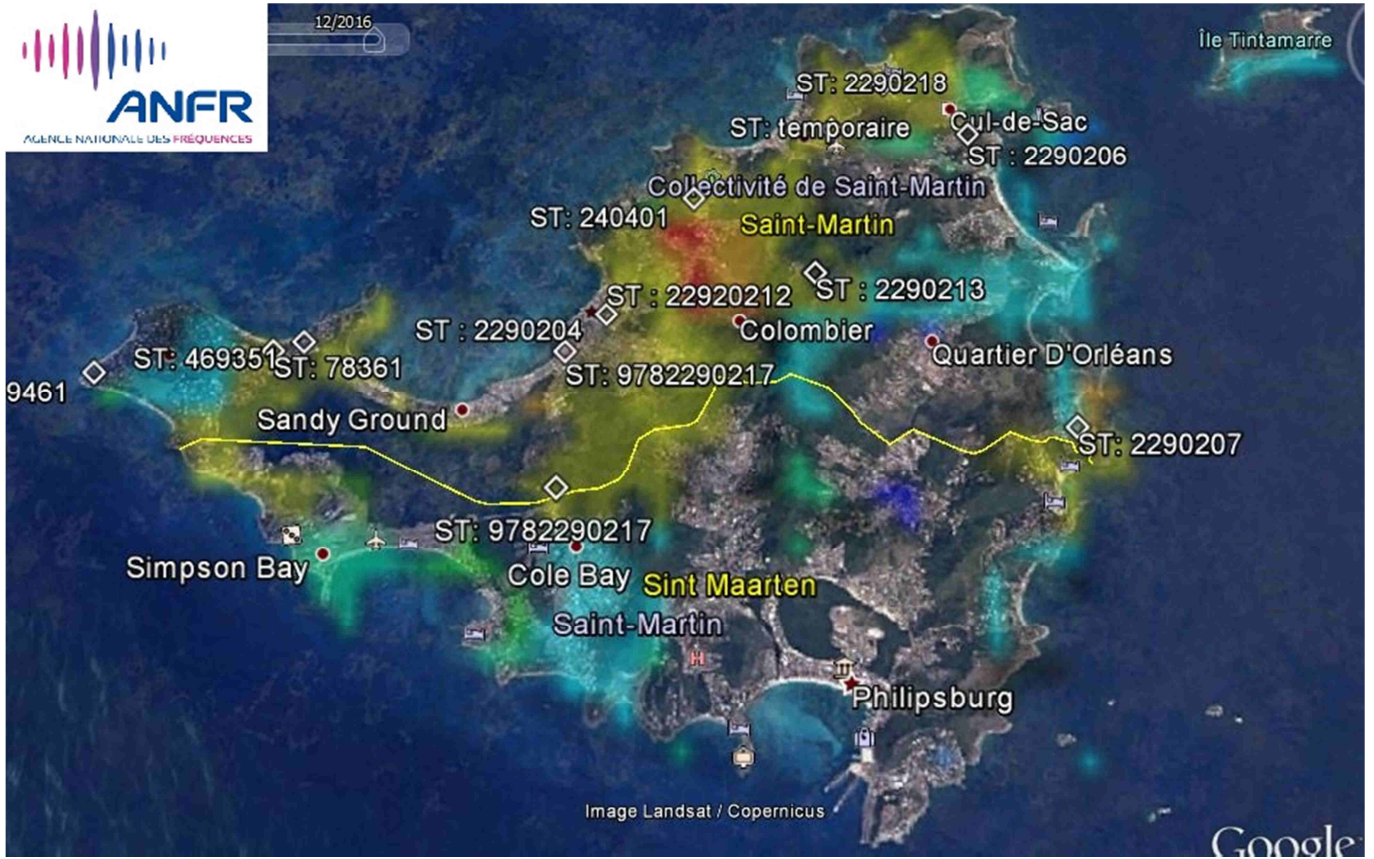 12/2016
ANFR
AGENCE NATIONALE DES FRÉQUENCES
Île Tintamarre
ST: 2290218
ST: temporaire
Cul-de-Sac
ST : 2290206
Collectivité de Saint-Martin
ST: 240401
Saint-Martin
ST : 22920212
ST : 2290213
ST : 2290204
Colombier
ST: 469351
ST: 78361
Quartier D'Orléans
9461
ST: 9782290217
Sandy Ground
ST: 2290207
ST: 9782290217
Simpson Bay
Cole Bay
Sint Maarten
Saint-Martin
H
Philipsburg
Image Landsat / Copernicus
Google